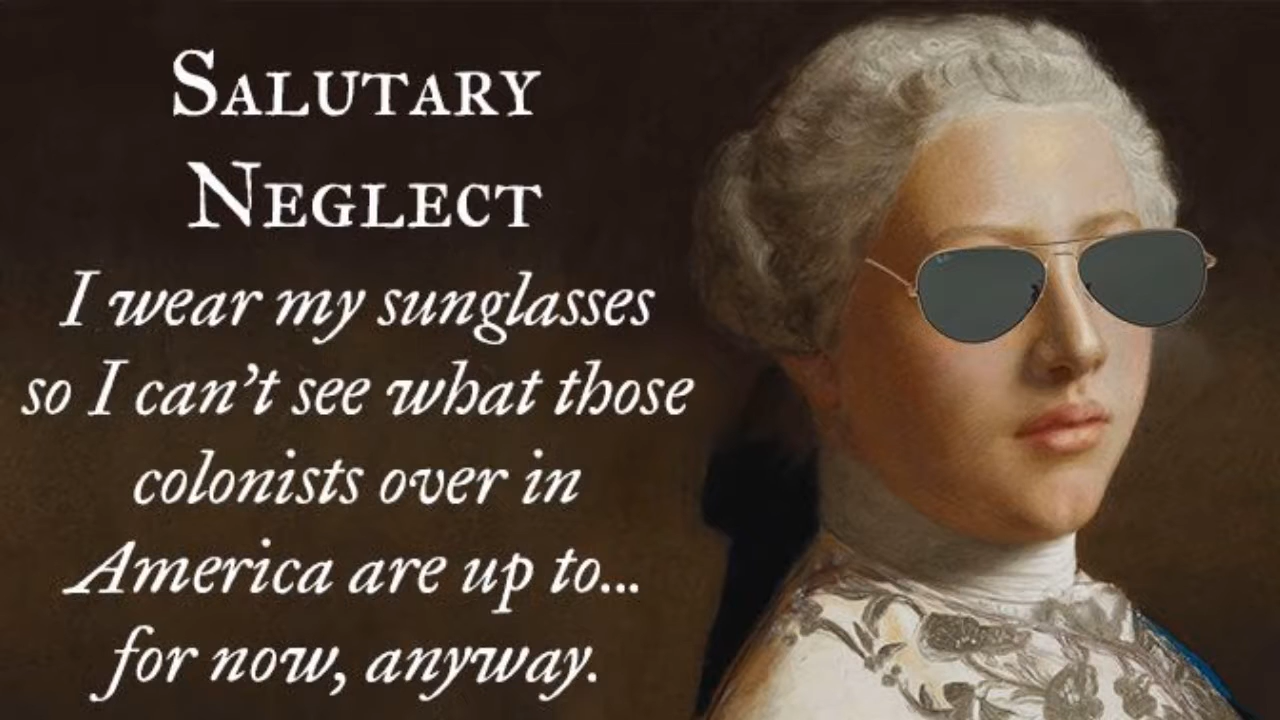 Salutary
Neglect
I wear my sunglasses
so I can't see what those
colonists over in
America are up to...
for now, anyway.